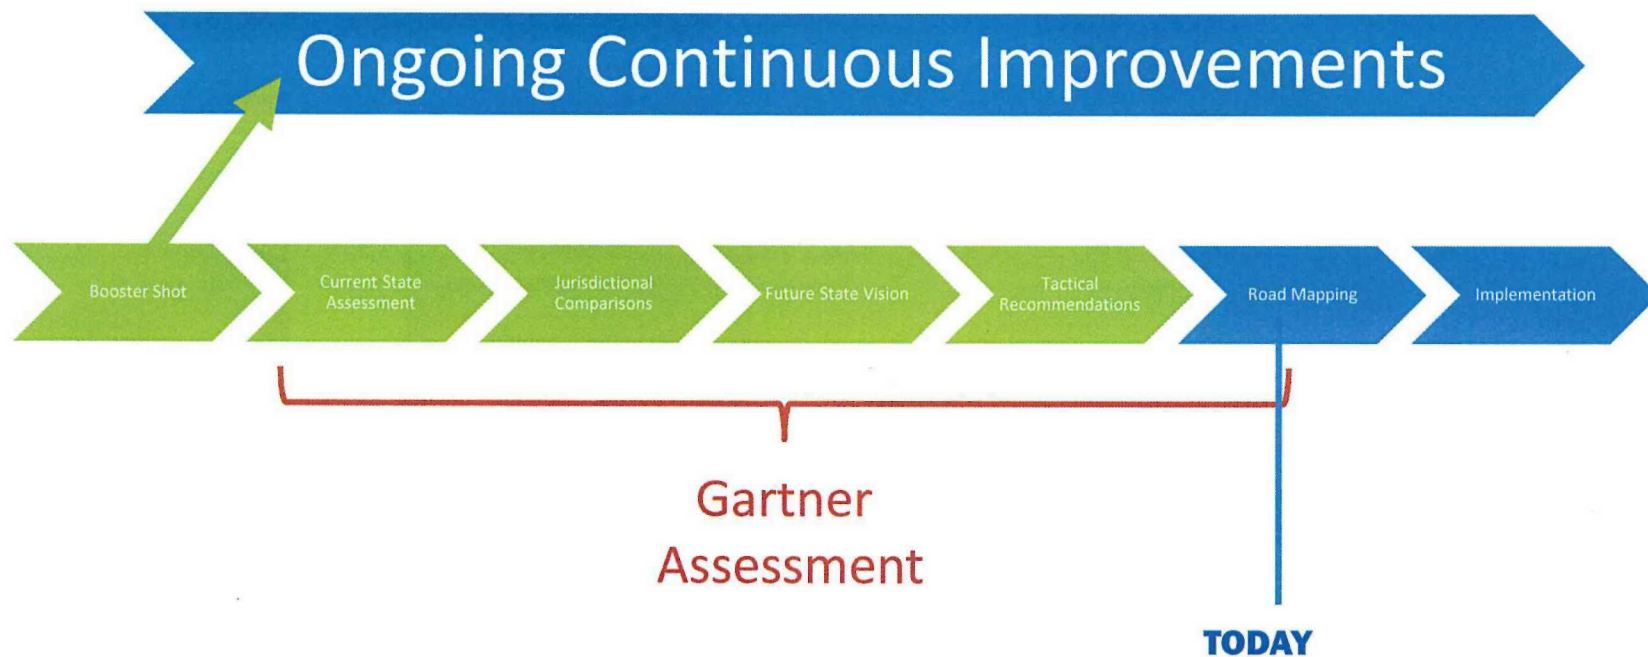 Ongoing Continuous Improvements
Booster Shot
Current State
Assessment
Jurisdictional
Comparisons
Future State Vision
Tactical
Recommendations
Road Mapping
Implementation
Gartner
Assessment
TODAY